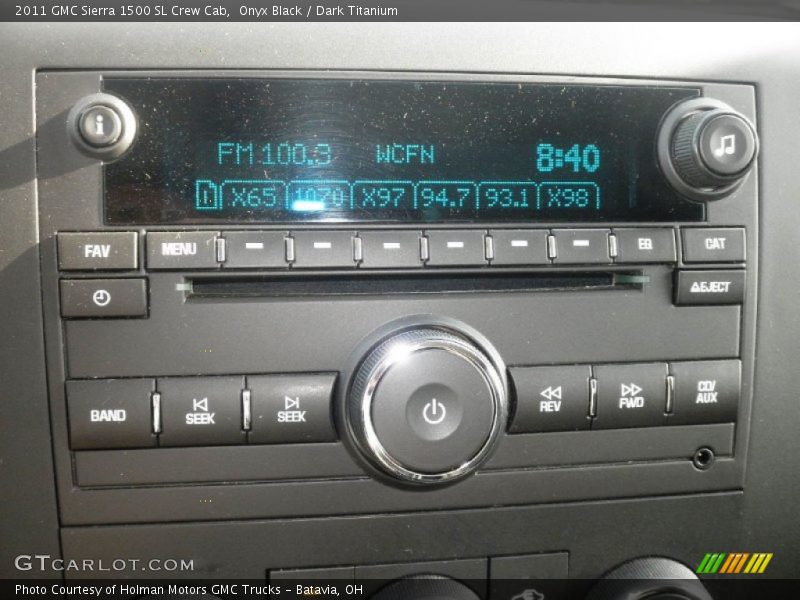 2011 GMC Sierra 1500 SL Crew Cab, Onyx Black / Dark Titanium
i
FM 100.3 WCFN 8:40
X65 1070 X97 94.7 93.1 X98
FAV MENU CAT
EJECT
BAND SEEK SEEK REV FWD CD/
AUX
GTCARLOT.COM
Photo Courtesy of Holman Motors GMC Trucks - Batavia, OH